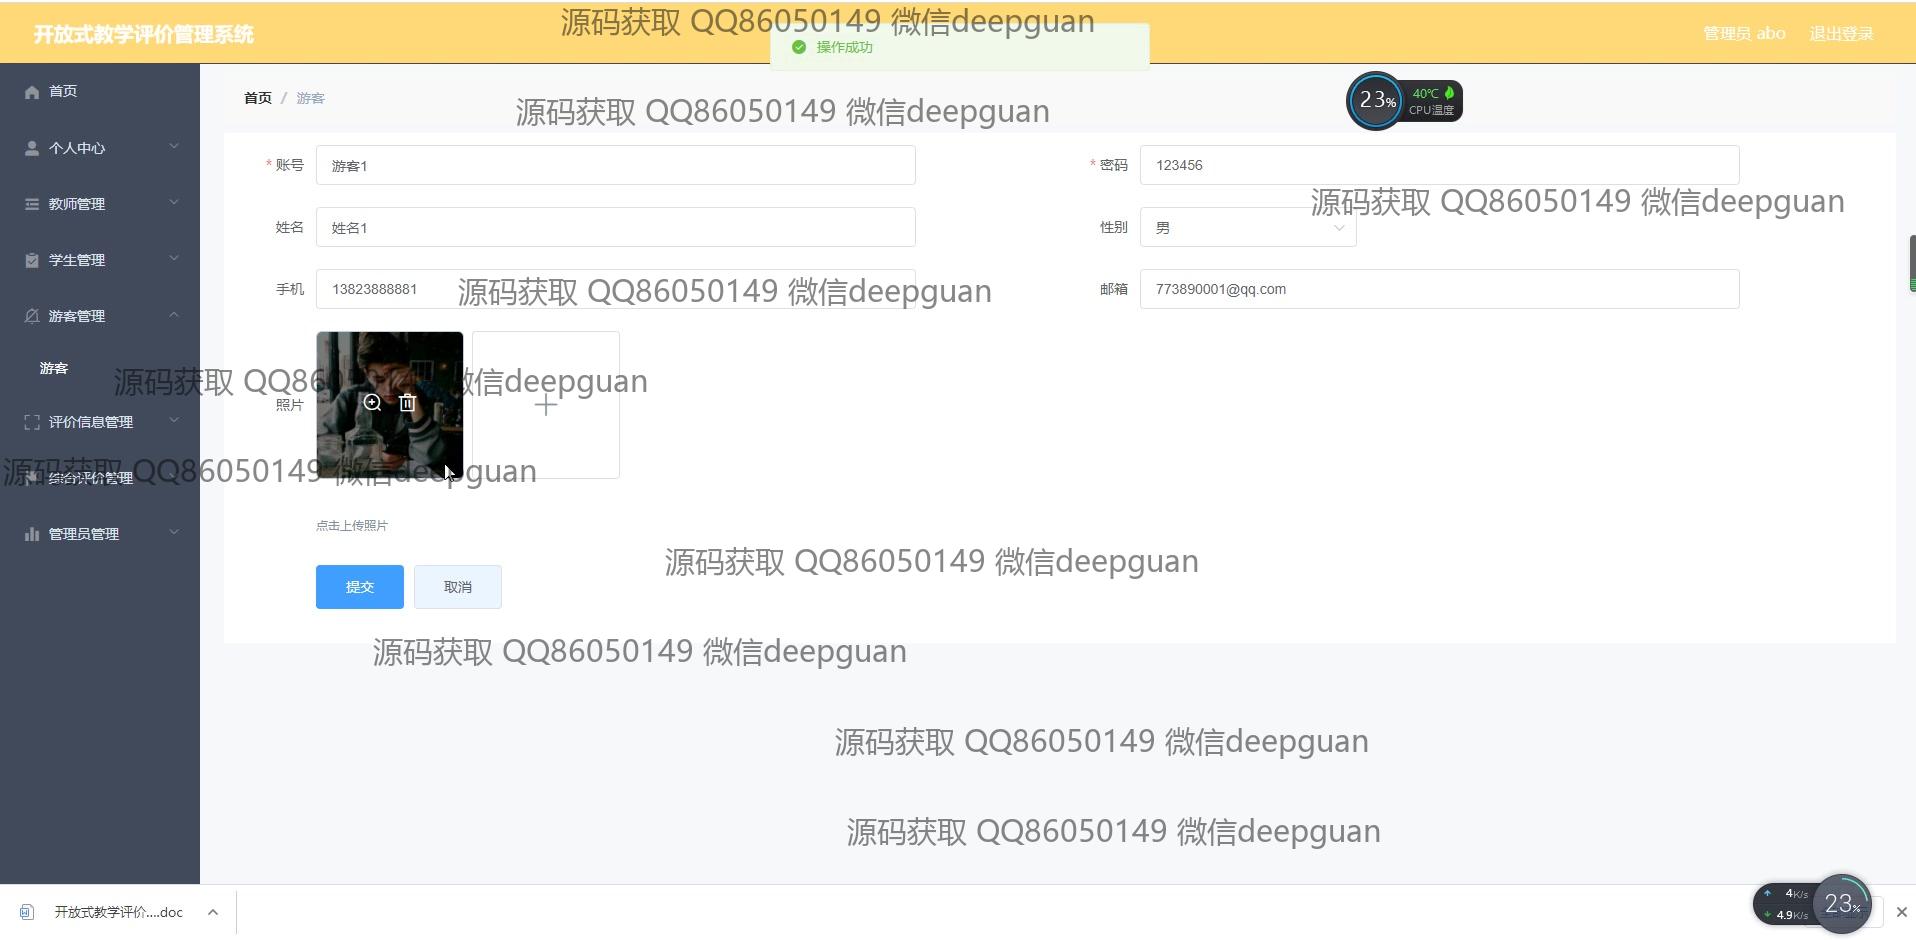 源码获取 QQ86050149 微信deepguan
开放式教学评价管理系统
管理员 abo
退出登录
操作成功
首页
首页 / 游客
源码获取 QQ86050149 微信deepguan
23%
40℃
CPU温度
个人中心
* 账号
游客1
* 密码
123456
教师管理
源码获取 QQ86050149 微信deepguan
姓名
姓名1
性别
男
学生管理
手机
13823888881
源码获取 QQ86050149 微信deepguan
邮箱
773890001@qq.com
游客管理
游客
源码获取 QQ86050149 微信deepguan
照片
评价信息管理
源码获取 QQ86050149 微信deepguan
综合评价管理
点击上传照片
管理员管理
源码获取 QQ86050149 微信deepguan
提交
取消
源码获取 QQ86050149 微信deepguan
源码获取 QQ86050149 微信deepguan
源码获取 QQ86050149 微信deepguan
开放式教学评价....doc
4K/s
4.9K/s
23%